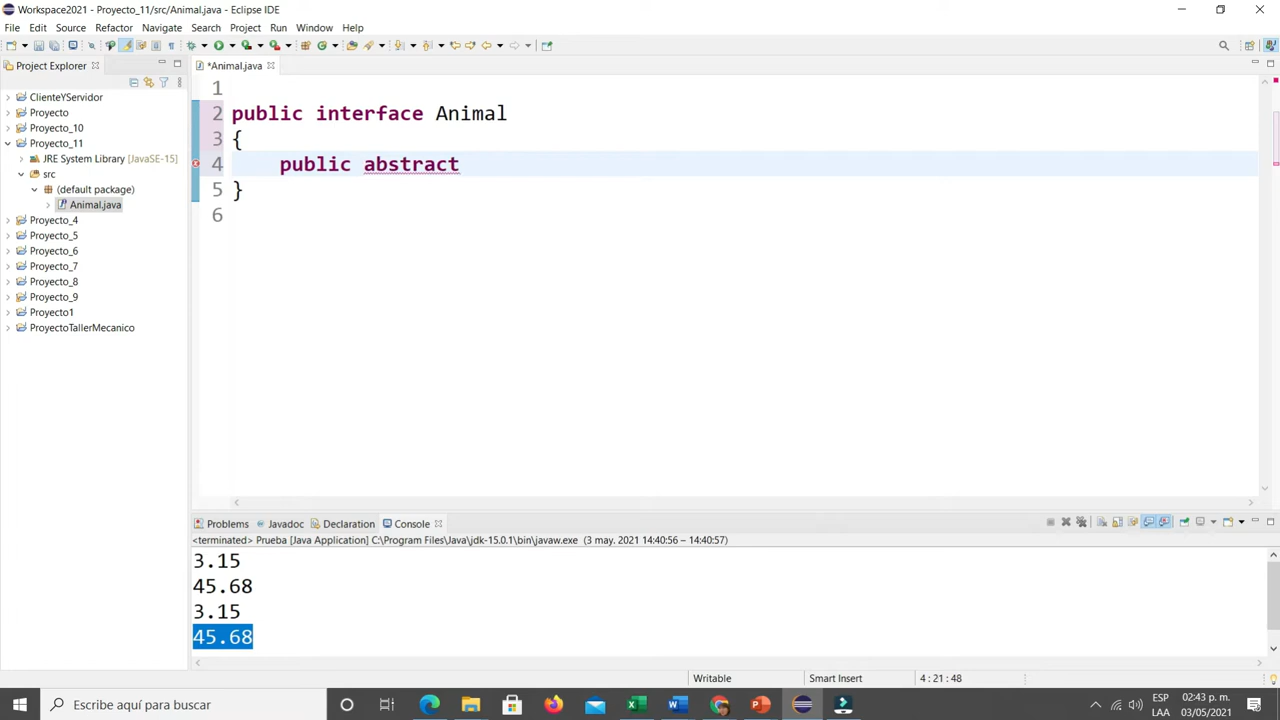 Workspace2021 - Proyecto_11/src/Animal.java - Eclipse IDE
File Edit Source Refactor Navigate Search Project Run Window Help
Project Explorer
*Animal.java
ClienteYServidor
Proyecto
Proyecto_10
Proyecto_11
JRE System Library [JavaSE-15]
src
(default package)
Animal.java
Proyecto_4
Proyecto_5
Proyecto_6
Proyecto_7
Proyecto_8
Proyecto_9
Proyecto1
ProyectoTallerMecanico
1
2 public interface Animal
3 {
4 public abstract
5 }
6
Problems Javadoc Declaration Console
<terminated> Prueba [Java Application] C:\Program Files\Java\jdk-15.0.1\bin\javaw.exe (3 may. 2021 14:40:56 – 14:40:57)
3.15
45.68
3.15
45.68
Writable Smart Insert 4 : 21 : 48
Escribe aquí para buscar
ESP 02:43 p. m.
LAA 03/05/2021